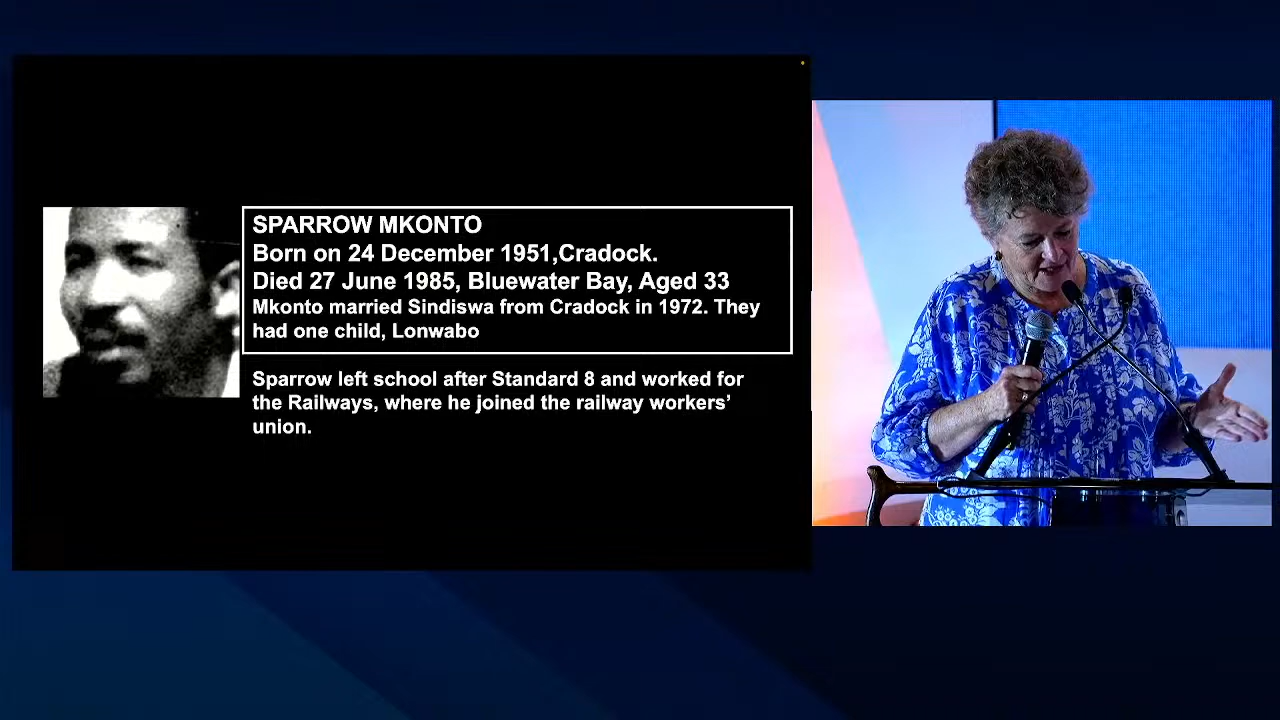 SPARROW MKONTO
Born on 24 December 1951,Cradock.
Died 27 June 1985, Bluewater Bay, Aged 33
Mkonto married Sindiswa from Cradock in 1972. They
had one child, Lonwabo
Sparrow left school after Standard 8 and worked for
the Railways, where he joined the railway workers’
union.